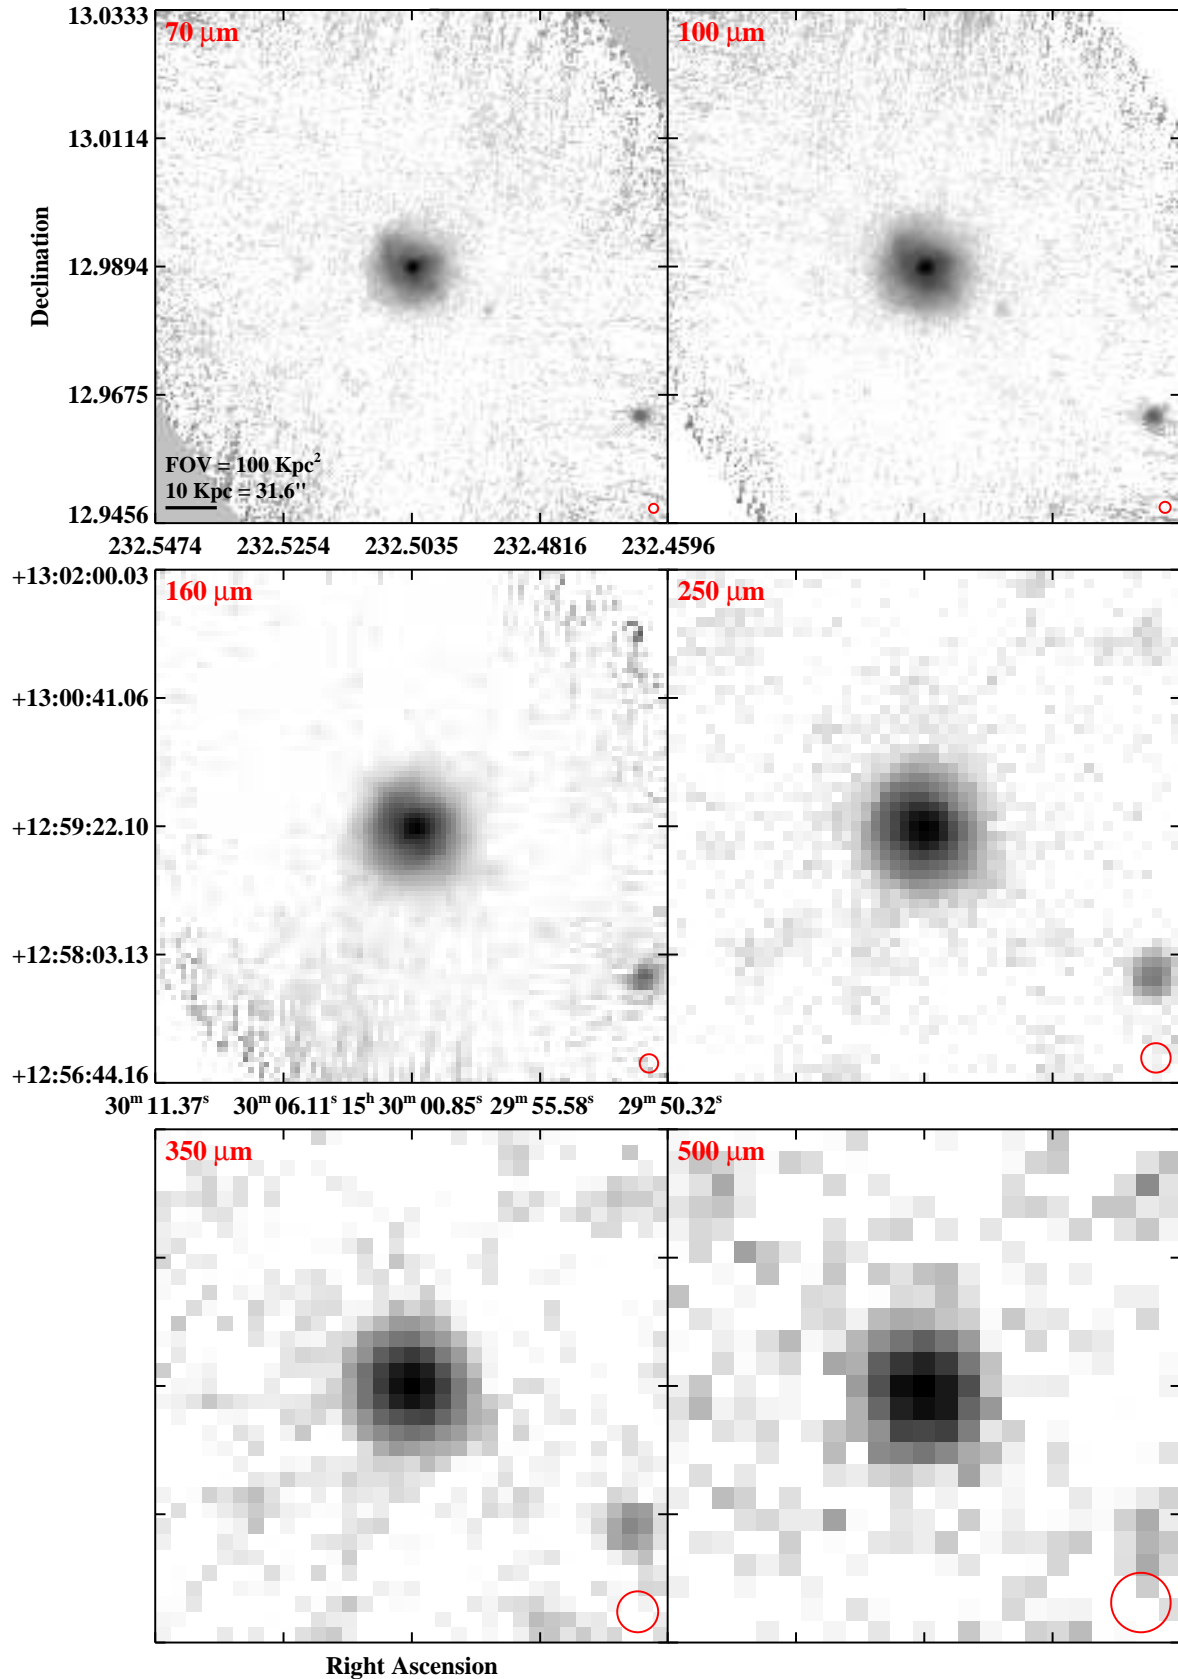 13.0333
70 μm
100 μm
13.0114
Declination
12.9894
12.9675
FOV = 100 Kpc²
10 Kpc = 31.6"
12.9456
232.5474 232.5254 232.5035 232.4816 232.4596
+13:02:00.03
160 μm
250 μm
+13:00:41.06
+12:59:22.10
+12:58:03.13
+12:56:44.16
30ᵐ 11.37ˢ 30ᵐ 06.11ˢ 15ʰ 30ᵐ 00.85ˢ 29ᵐ 55.58ˢ 29ᵐ 50.32ˢ
350 μm
500 μm
Right Ascension